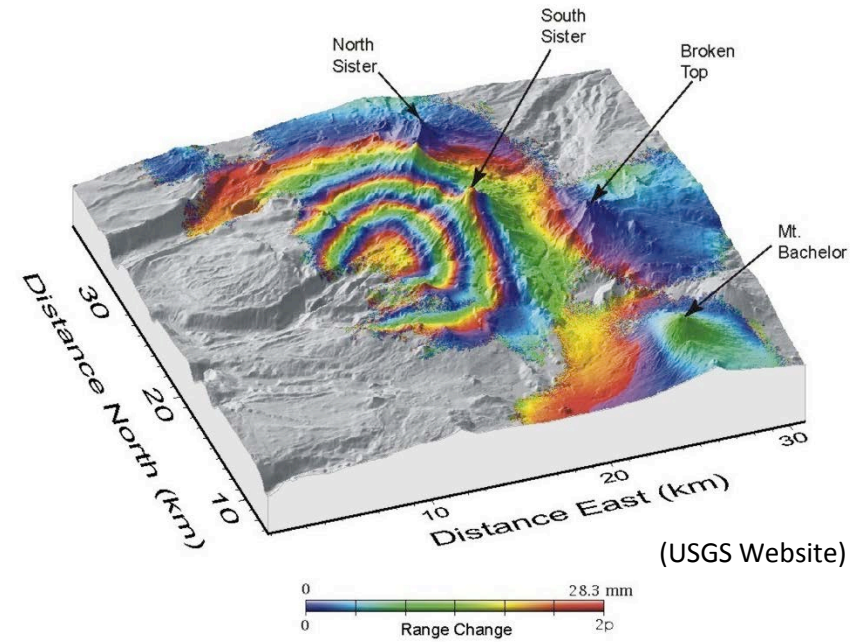 South
Sister
North
Sister
Broken
Top
Mt.
Bachelor
30
20
10
Distance North (km)
10
20
30
Distance East (km)
(USGS Website)
0 28.3 mm
0 2p
Range Change